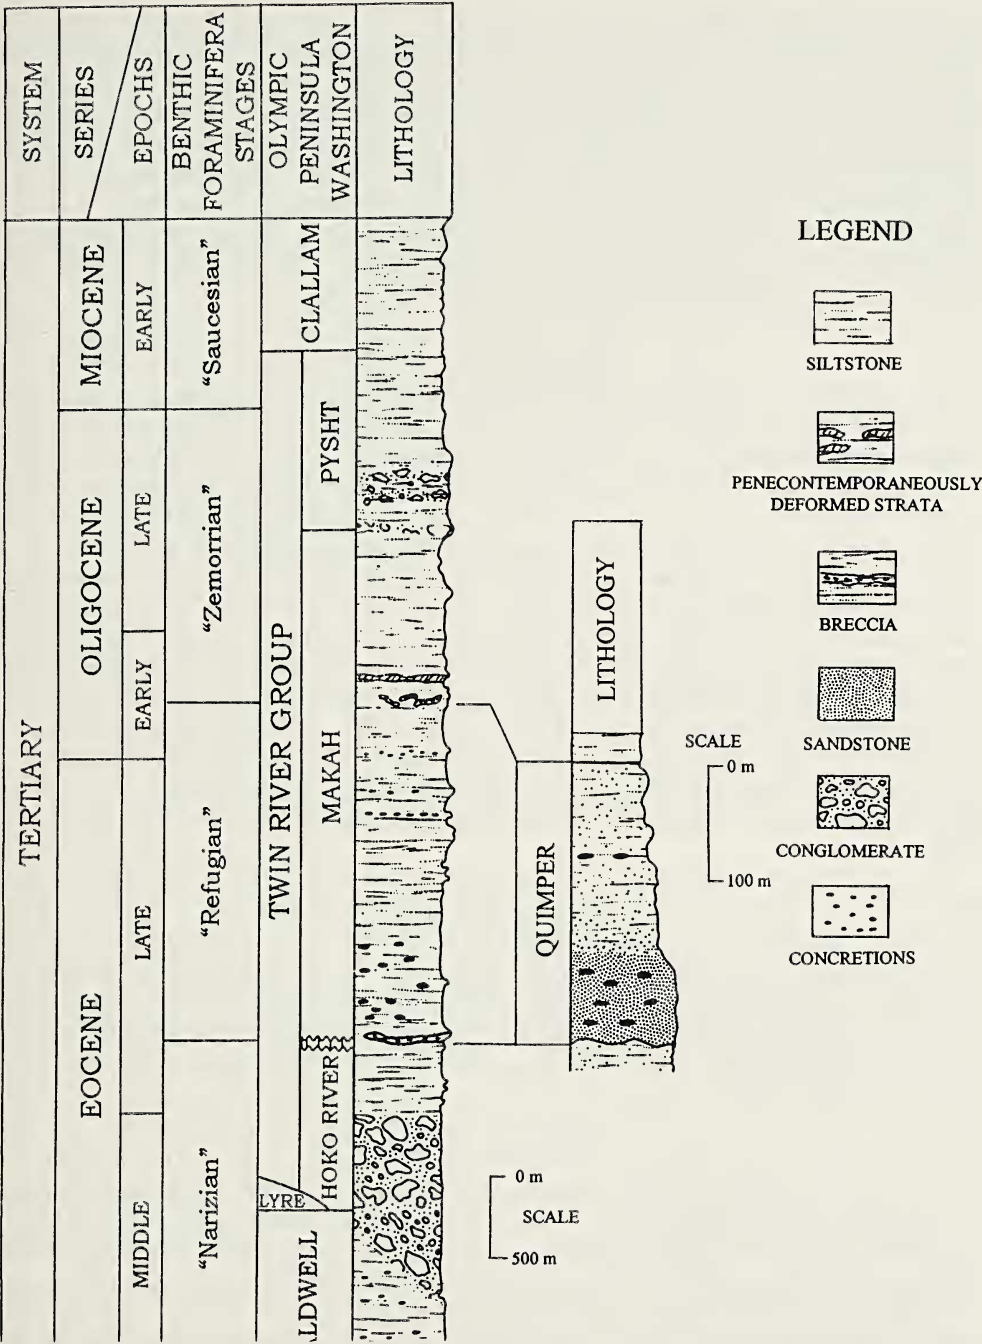 SYSTEM
SERIES
EPOCHS
BENTHIC
FORAMINIFERA
STAGES
OLYMPIC
PENINSULA
WASHINGTON
LITHOLOGY
TERTIARY
MIOCENE
OLIGOCENE
EOCENE
EARLY
LATE
EARLY
LATE
MIDDLE
"Saucesian"
"Zemorrian"
"Refugian"
"Narizian"
CLALLAM
TWIN RIVER GROUP
PYSHT
MAKAH
HOKO RIVER
LYRE
ALDWELL
LITHOLOGY
QUIMPER
SCALE
0 m
100 m
0 m
SCALE
500 m
LEGEND
SILTSTONE
PENECONTEMPORANEOUSLY
DEFORMED STRATA
BRECCIA
SANDSTONE
CONGLOMERATE
CONCRETIONS